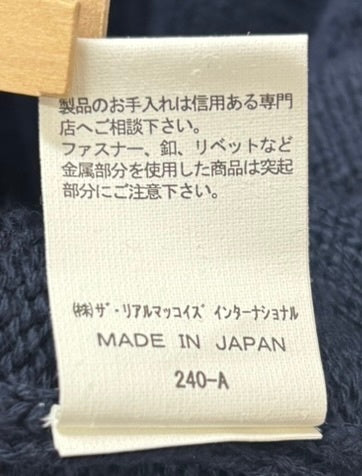 製品のお手入れは信用ある専門
店へご相談下さい。
ファスナー、釦、リベットなど
金属部分を使用した商品は突起
部分にご注意下さい。
㈱ｻﾞ･ﾘｱﾙﾏｯｺｲｽﾞ ｲﾝﾀｰﾅｼｮﾅﾙ
MADE IN JAPAN
240-A